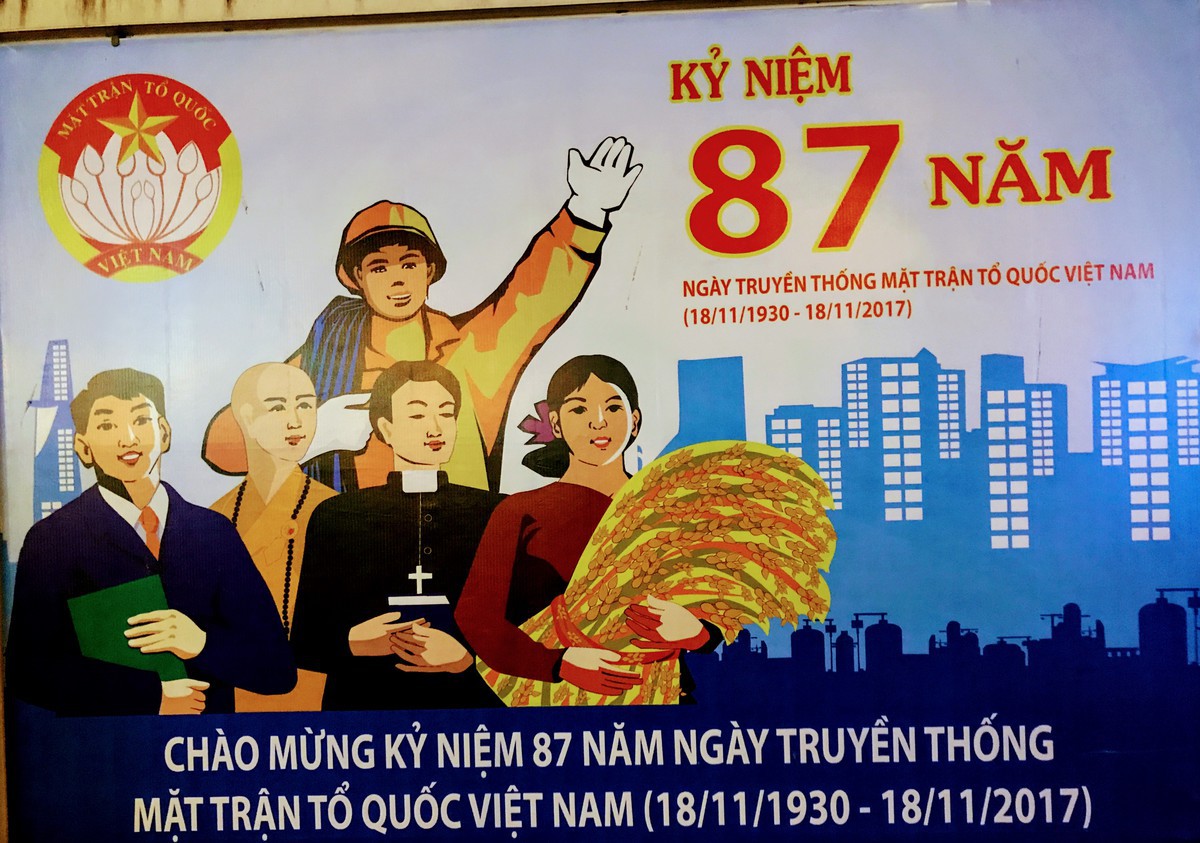 MẶT TRẬN TỔ QUỐC
VIỆT NAM
KỶ NIỆM
87 NĂM
NGÀY TRUYỀN THỐNG MẶT TRẬN TỔ QUỐC VIỆT NAM
(18/11/1930 - 18/11/2017)
CHÀO MỪNG KỶ NIỆM 87 NĂM NGÀY TRUYỀN THỐNG
MẶT TRẬN TỔ QUỐC VIỆT NAM (18/11/1930 - 18/11/2017)